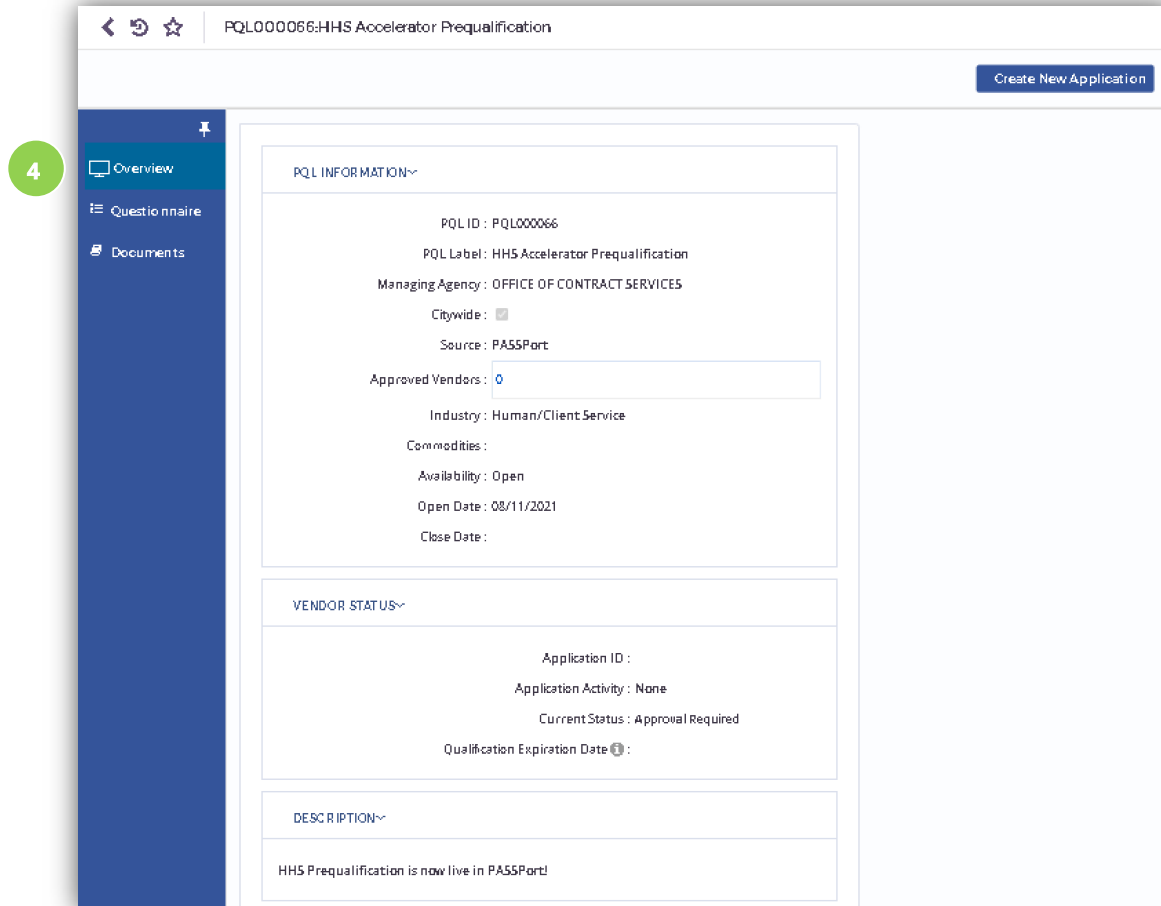 PQL000066:HHS Accelerator Prequalification
Create New Application
4
Overview
Questionnaire
Documents
PQL INFORMATION
PQL ID : PQL000066
PQL Label : HHS Accelerator Prequalification
Managing Agency : OFFICE OF CONTRACT SERVICES
Citywide :
Source : PASSPort
Approved Vendors : 0
Industry : Human/Client Service
Commodities :
Availability : Open
Open Date : 08/11/2021
Close Date :
VENDOR STATUS
Application ID :
Application Activity : None
Current Status : Approval Required
Qualification Expiration Date :
DESCRIPTION
HHS Prequalification is now live in PASSPort!